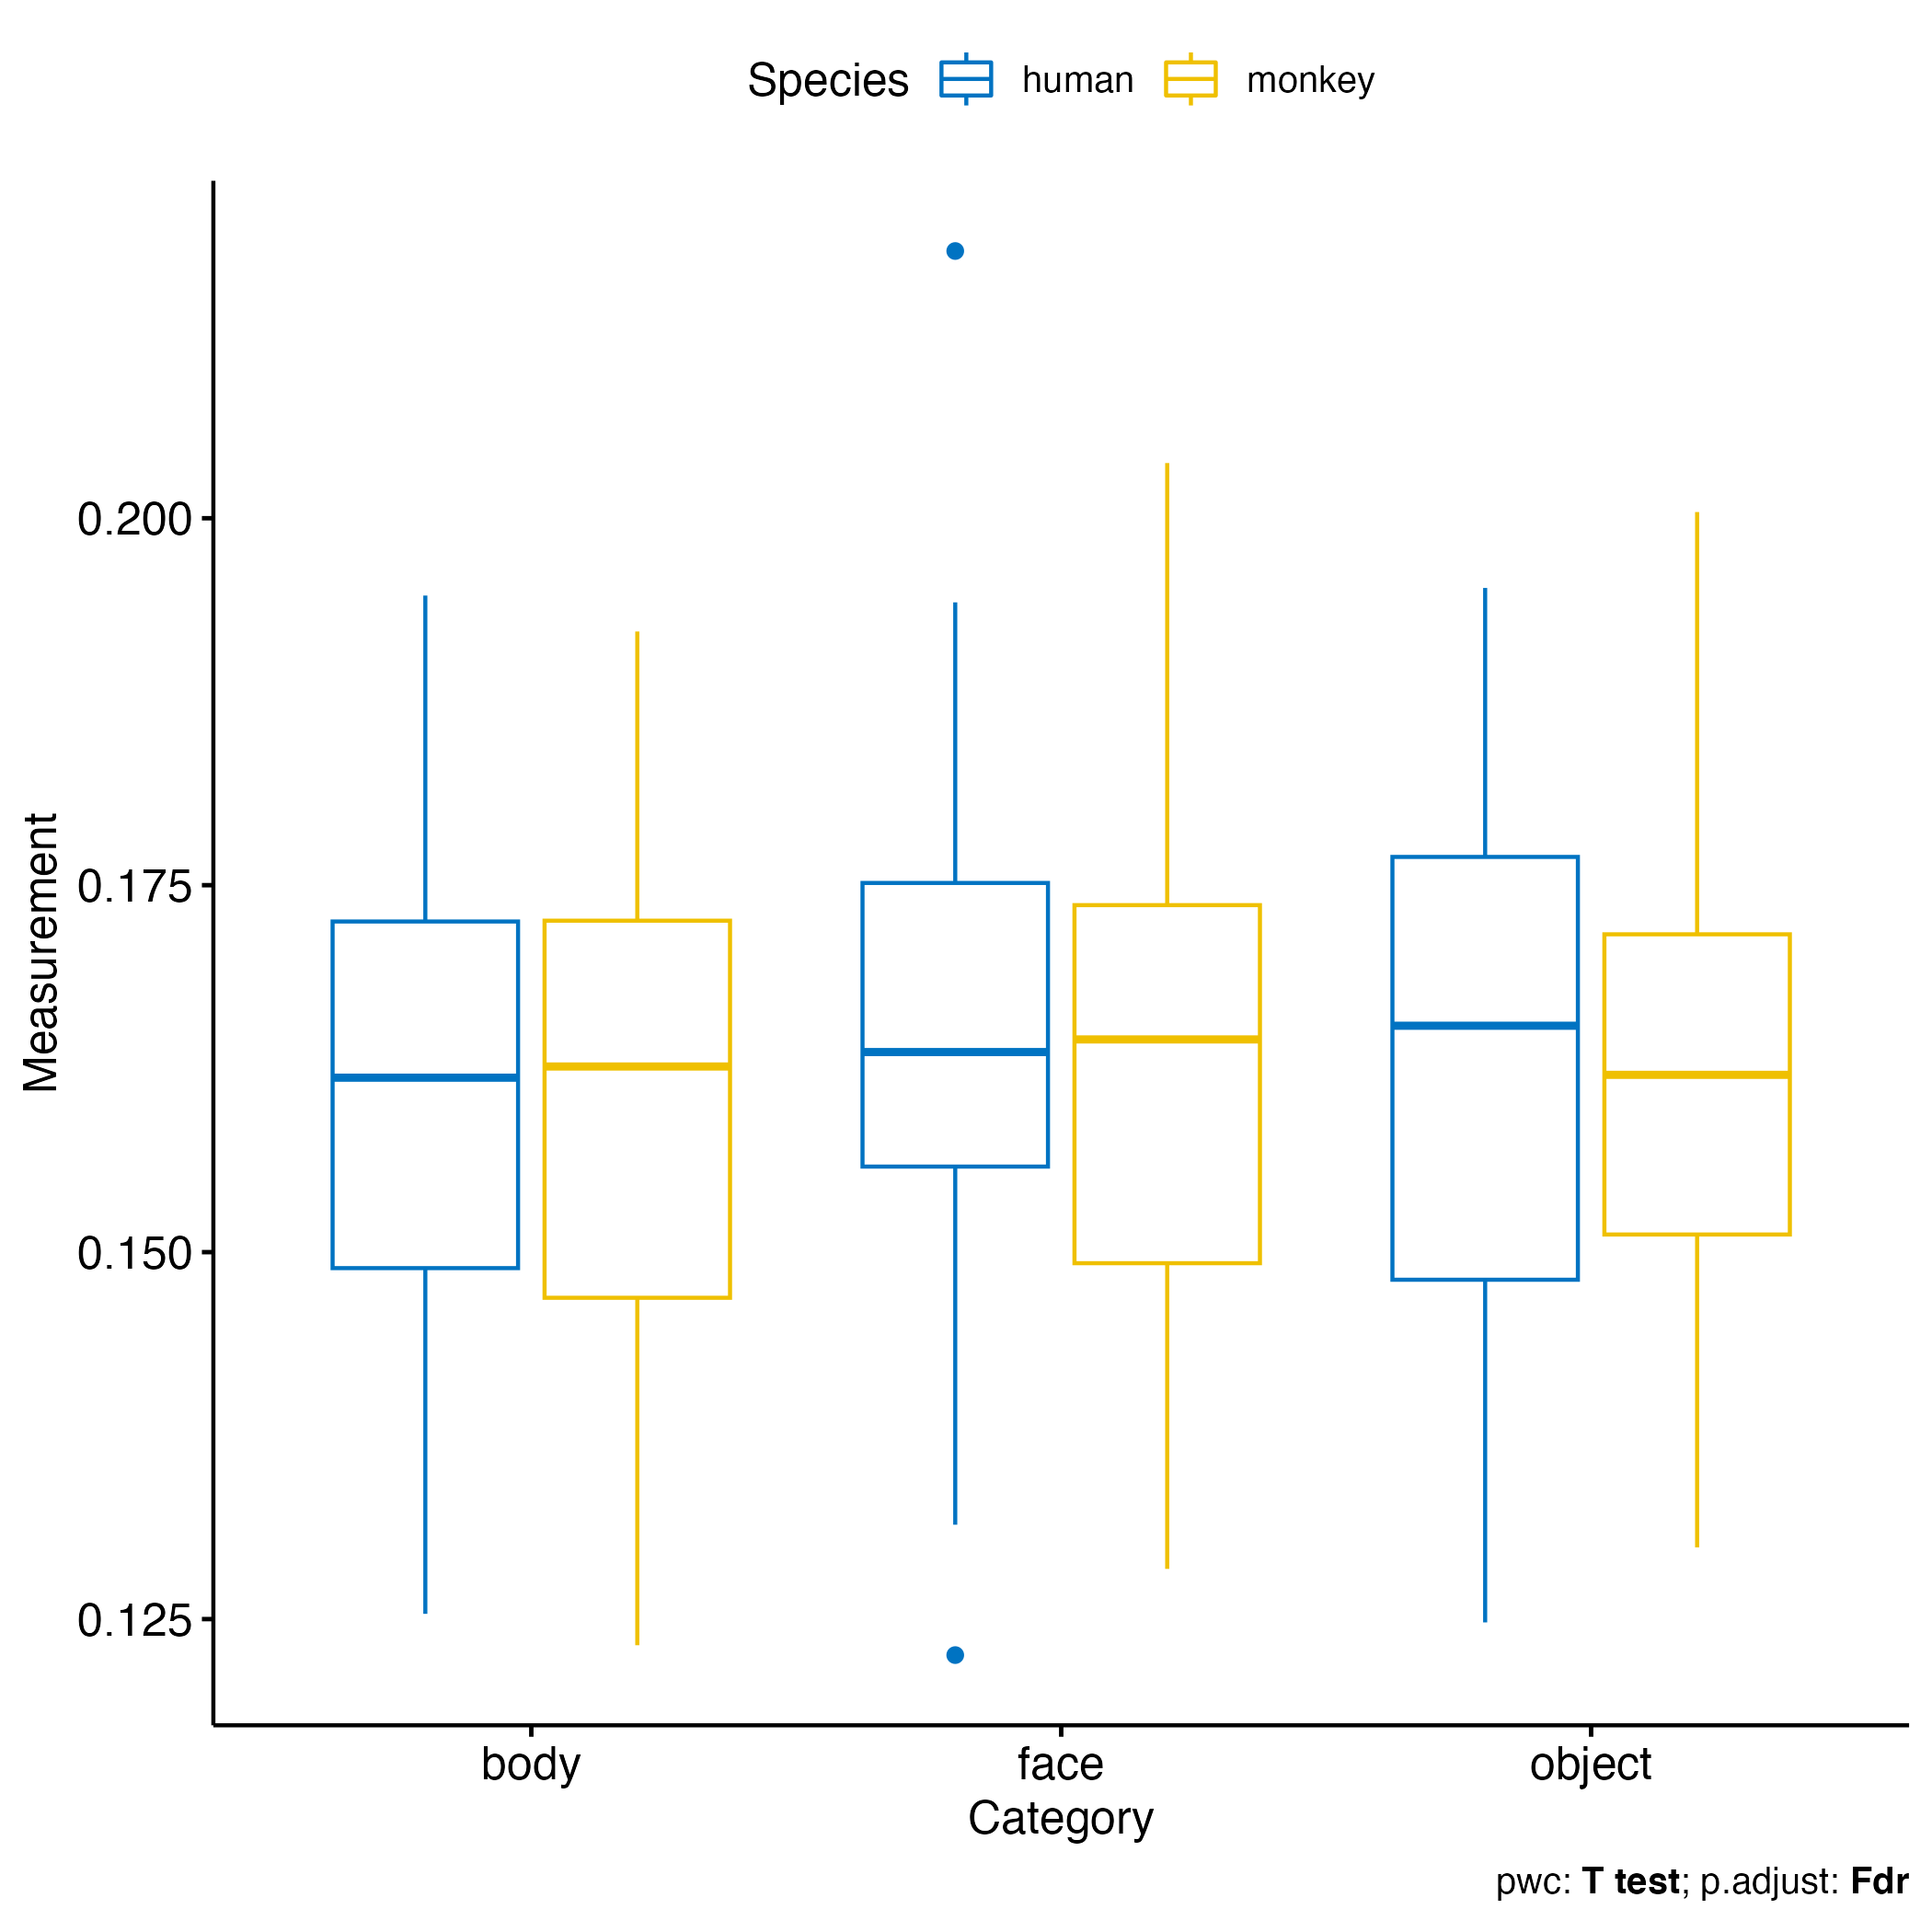 Species human monkey
Measurement
0.200
0.175
0.150
0.125
body face object
Category
pwc: T test; p.adjust: Fdr